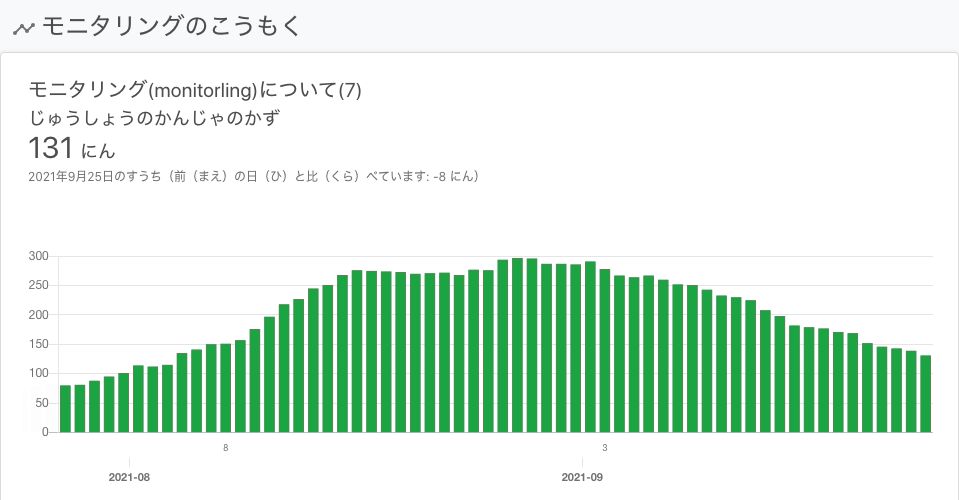 モニタリングのこうもく
モニタリング(monitorling)について(7)
じゅうしょうのかんじゃのかず
131 にん
2021年9月25日のすうち（前（まえ）の日（ひ）と比（くら）べています: -8 にん）
300
250
200
150
100
50
0
8
3
2021-08
2021-09